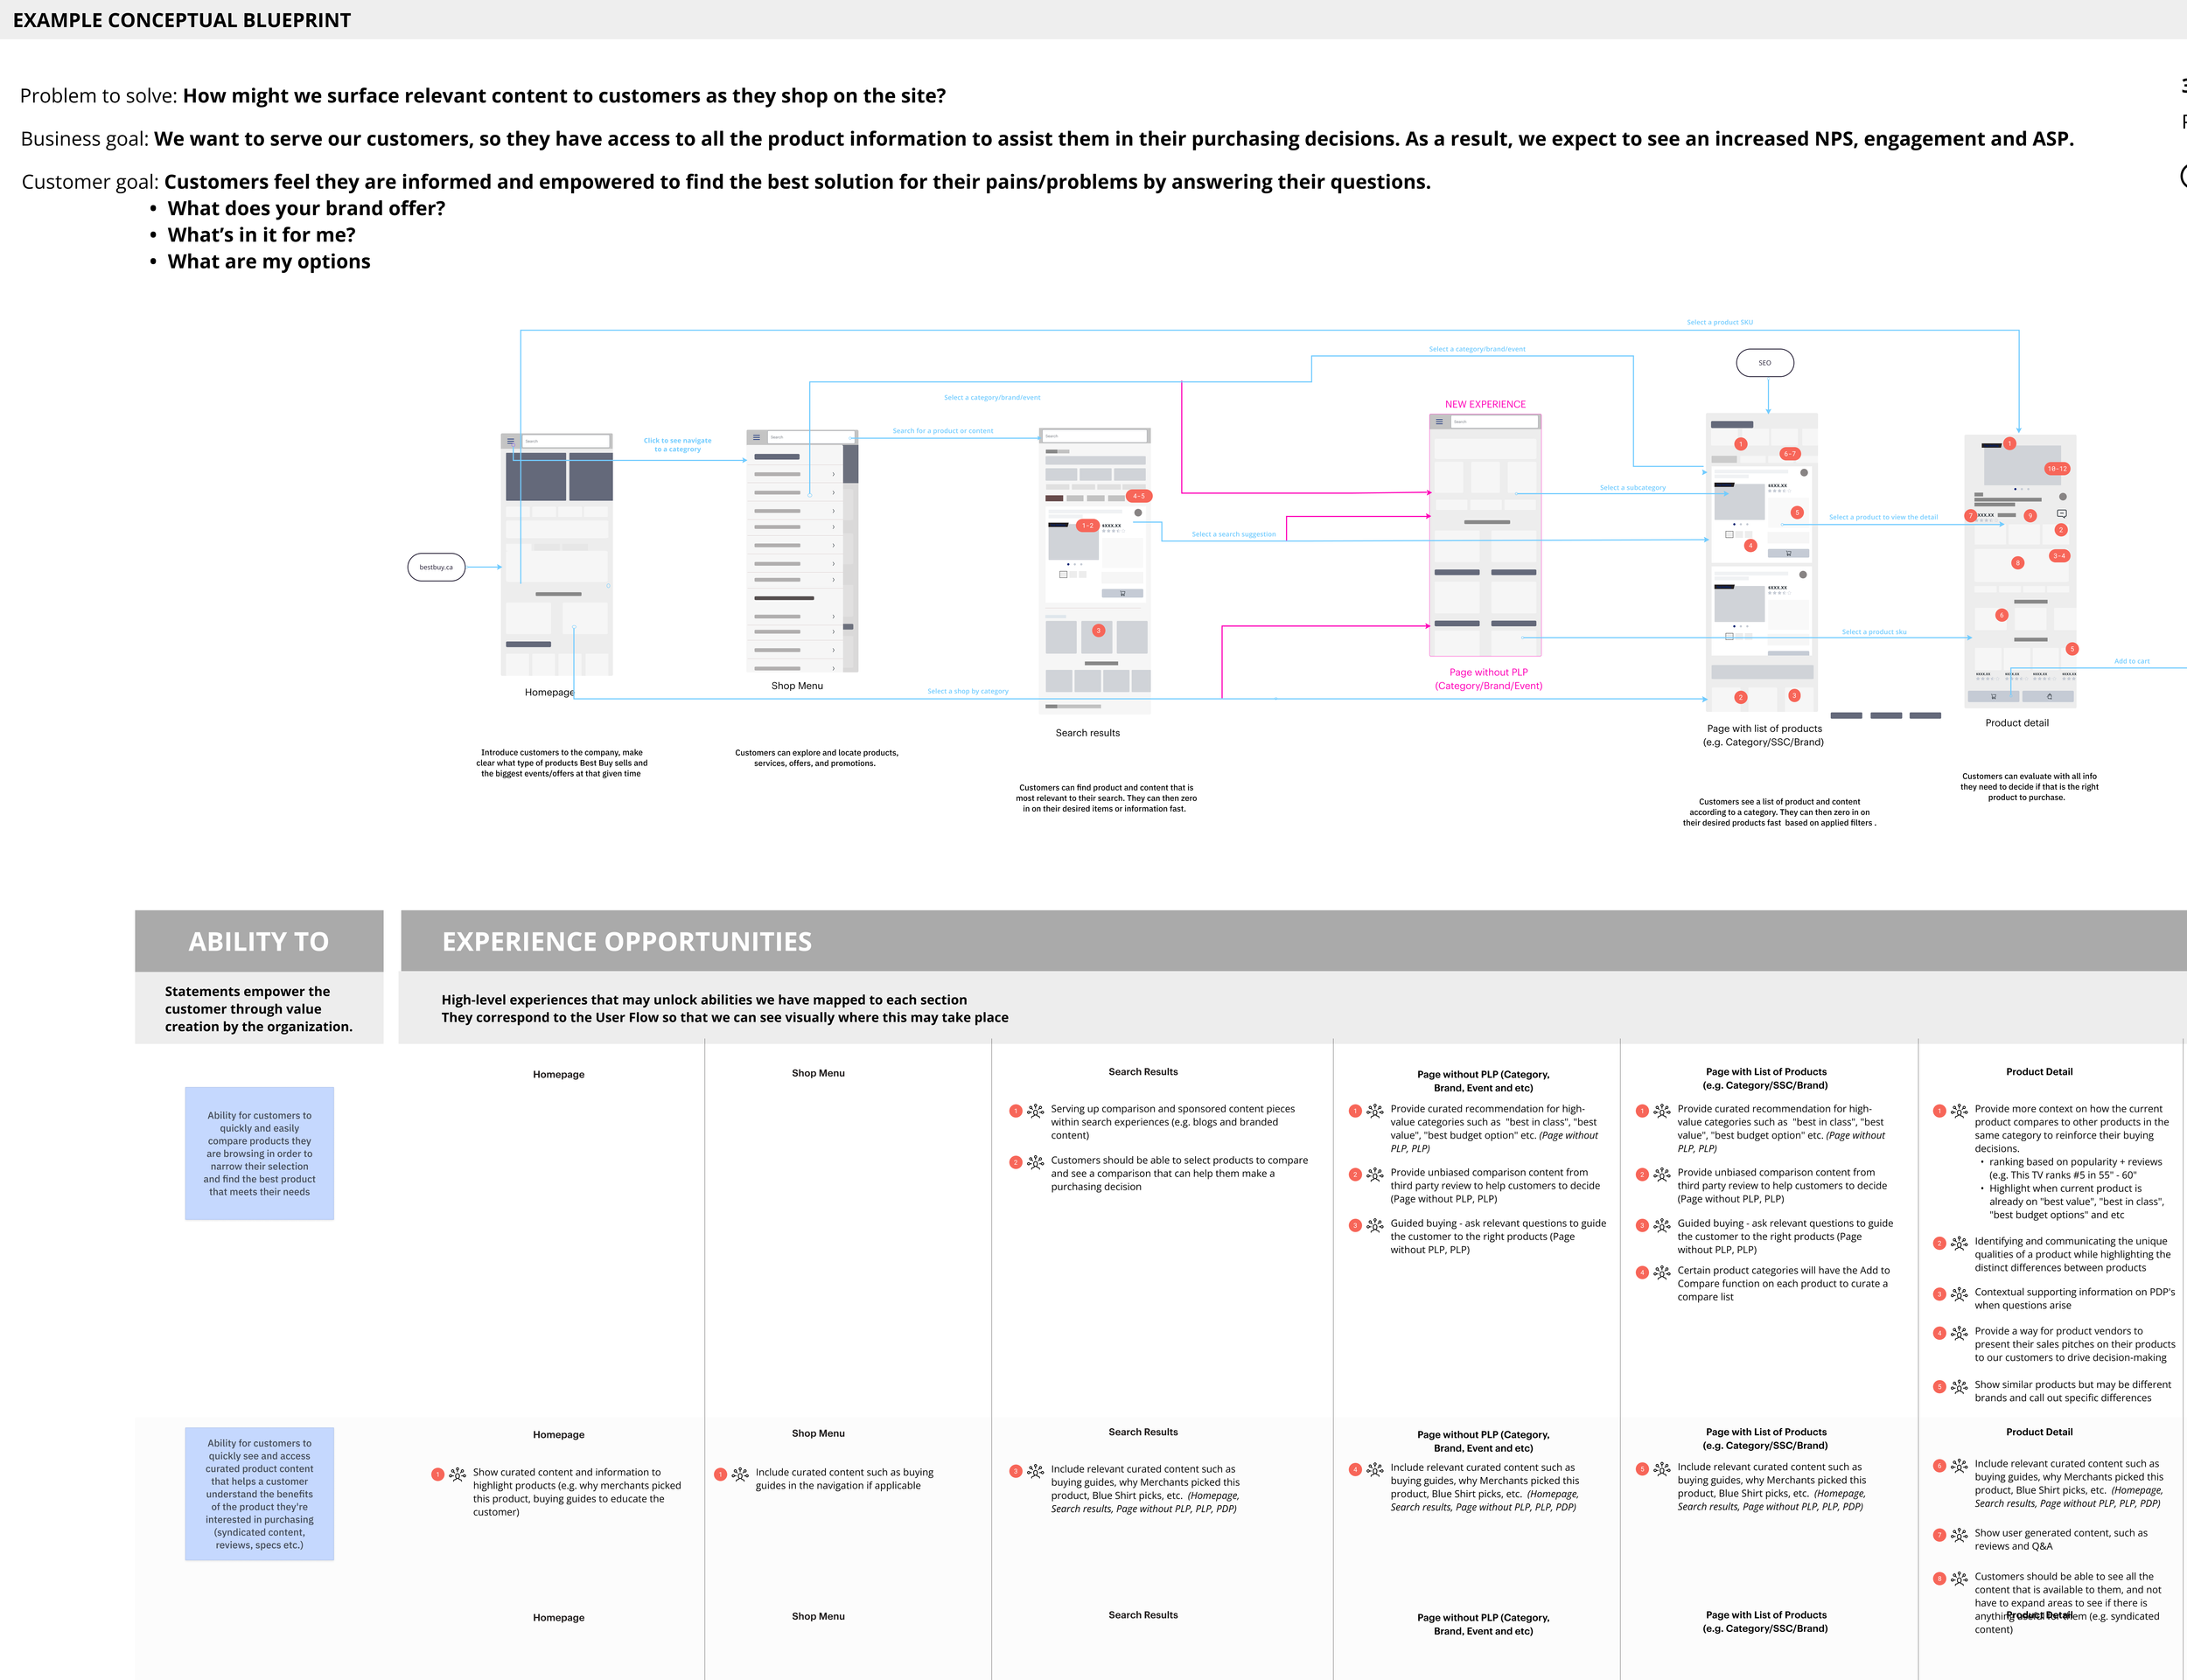 EXAMPLE CONCEPTUAL BLUEPRINT
Problem to solve: How might we surface relevant content to customers as they shop on the site?
Business goal: We want to serve our customers, so they have access to all the product information to assist them in their purchasing decisions. As a result, we expect to see an increased NPS, engagement and ASP.
Customer goal: Customers feel they are informed and empowered to find the best solution for their pains/problems by answering their questions.
• What does your brand offer?
• What's in it for me?
• What are my options
Select a product SKU
Select a category/brand/event
SEO
Select a category/brand/event
NEW EXPERIENCE
Click to see navigate
to a categrory
Search for a product or content
Search
Search
Search
Search
1
6-7
4-5
1-2
XXXX.XX
Select a search suggestion
3
Select a subcategory
XXXX.XX
5
4
XXXX.XX
2
3
Select a product to view the detail
1
10-12
7
XXX.XX
9
2
3-4
8
6
5
Select a product sku
Add to cart
bestbuy.ca
Select a shop by category
Homepage
Shop Menu
Search results
Page without PLP
(Category/Brand/Event)
Page with list of products
(e.g. Category/SSC/Brand)
Product detail
Introduce customers to the company, make
clear what type of products Best Buy sells and
the biggest events/offers at that given time
Customers can explore and locate products,
services, offers, and promotions.
Customers can find product and content that is
most relevant to their search. They can then zero
in on their desired items or information fast.
Customers see a list of product and content
according to a category. They can then zero in on
their desired products fast based on applied filters .
Customers can evaluate with all info
they need to decide if that is the right
product to purchase.
ABILITY TO
EXPERIENCE OPPORTUNITIES
Statements empower the
customer through value
creation by the organization.
High-level experiences that may unlock abilities we have mapped to each section
They correspond to the User Flow so that we can see visually where this may take place
Ability for customers to
quickly and easily
compare products they
are browsing in order to
narrow their selection
and find the best product
that meets their needs
Homepage
Shop Menu
Search Results
1 Serving up comparison and sponsored content pieces
within search experiences (e.g. blogs and branded
content)
2 Customers should be able to select products to compare
and see a comparison that can help them make a
purchasing decision
Page without PLP (Category,
Brand, Event and etc)
1 Provide curated recommendation for high-
value categories such as "best in class", "best
value", "best budget option" etc. (Page without
PLP, PLP)
2 Provide unbiased comparison content from
third party review to help customers to decide
(Page without PLP, PLP)
3 Guided buying - ask relevant questions to guide
the customer to the right products (Page
without PLP, PLP)
Page with List of Products
(e.g. Category/SSC/Brand)
1 Provide curated recommendation for high-
value categories such as "best in class", "best
value", "best budget option" etc. (Page without
PLP, PLP)
2 Provide unbiased comparison content from
third party review to help customers to decide
(Page without PLP, PLP)
3 Guided buying - ask relevant questions to guide
the customer to the right products (Page
without PLP, PLP)
4 Certain product categories will have the Add to
Compare function on each product to curate a
compare list
Product Detail
1 Provide more context on how the current
product compares to other products in the
same category to reinforce their buying
decisions.
• ranking based on popularity + reviews
(e.g. This TV ranks #5 in 55" - 60"
• Highlight when current product is
already on "best value", "best in class",
"best budget options" and etc
2 Identifying and communicating the unique
qualities of a product while highlighting the
distinct differences between products
3 Contextual supporting information on PDP's
when questions arise
4 Provide a way for product vendors to
present their sales pitches on their products
to our customers to drive decision-making
5 Show similar products but may be different
brands and call out specific differences
Ability for customers to
quickly see and access
curated product content
that helps a customer
understand the benefits
of the product they're
interested in purchasing
(syndicated content,
reviews, specs etc.)
Homepage
1 Show curated content and information to
highlight products (e.g. why merchants picked
this product, buying guides to educate the
customer)
Shop Menu
1 Include curated content such as buying
guides in the navigation if applicable
Search Results
3 Include relevant curated content such as
buying guides, why Merchants picked this
product, Blue Shirt picks, etc. (Homepage,
Search results, Page without PLP, PLP, PDP)
Page without PLP (Category,
Brand, Event and etc)
4 Include relevant curated content such as
buying guides, why Merchants picked this
product, Blue Shirt picks, etc. (Homepage,
Search results, Page without PLP, PLP, PDP)
Page with List of Products
(e.g. Category/SSC/Brand)
5 Include relevant curated content such as
buying guides, why Merchants picked this
product, Blue Shirt picks, etc. (Homepage,
Search results, Page without PLP, PLP, PDP)
Product Detail
6 Include relevant curated content such as
buying guides, why Merchants picked this
product, Blue Shirt picks, etc. (Homepage,
Search results, Page without PLP, PLP, PDP)
7 Show user generated content, such as
reviews and Q&A
8 Customers should be able to see all the
content that is available to them, and not
have to expand areas to see if there is
anything useful for them (e.g. syndicated
content)
Homepage
Shop Menu
Search Results
Page without PLP (Category,
Brand, Event and etc)
Page with List of Products
(e.g. Category/SSC/Brand)
Product Detail